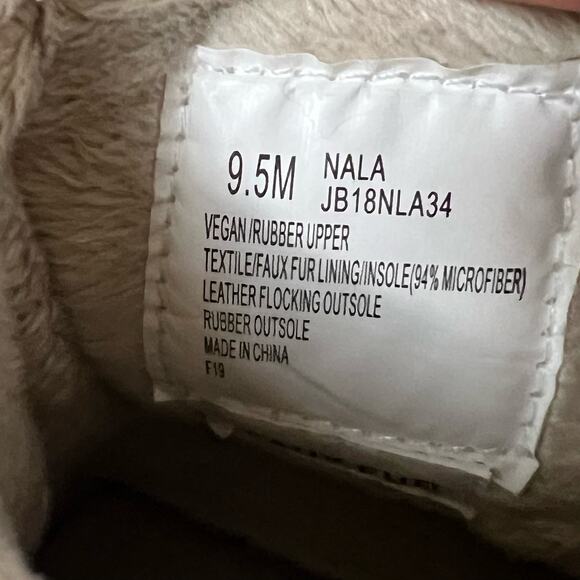 9.5M NALA
JB18NLA34
VEGAN/RUBBER UPPER
TEXTILE/FAUX FUR LINING/INSOLE(94% MICROFIBER)
LEATHER FLOCKING OUTSOLE
RUBBER OUTSOLE
MADE IN CHINA
F19